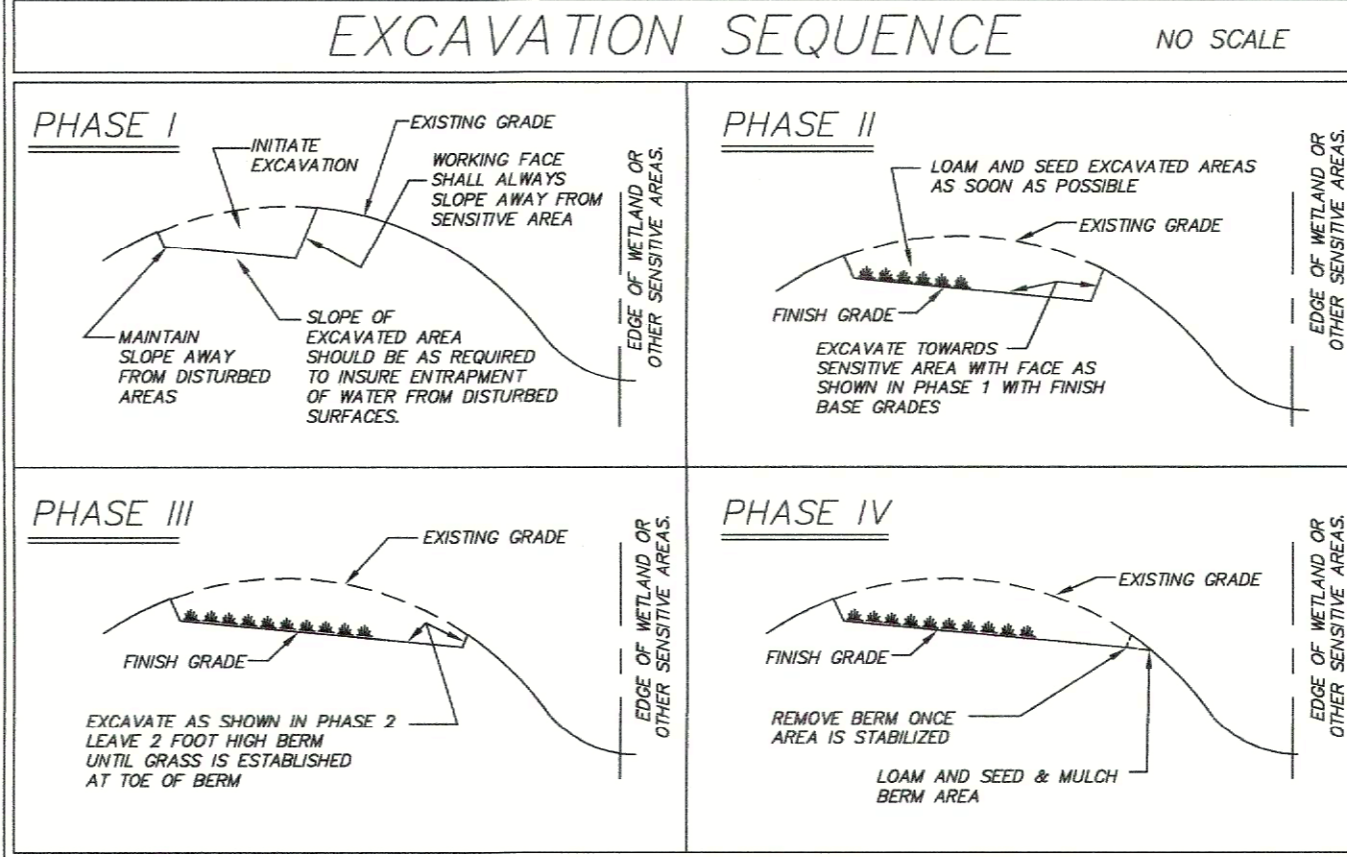 EXCAVATION SEQUENCE
NO SCALE
PHASE I
INITIATE
EXCAVATION
EXISTING GRADE
WORKING FACE
SHALL ALWAYS
SLOPE AWAY FROM
SENSITIVE AREA
MAINTAIN
SLOPE AWAY
FROM DISTURBED
AREAS
SLOPE OF
EXCAVATED AREA
SHOULD BE AS REQUIRED
TO INSURE ENTRAPMENT
OF WATER FROM DISTURBED
SURFACES.
EDGE OF WETLAND OR
OTHER SENSITIVE AREAS.
PHASE II
LOAM AND SEED EXCAVATED AREAS
AS SOON AS POSSIBLE
EXISTING GRADE
FINISH GRADE
EXCAVATE TOWARDS
SENSITIVE AREA WITH FACE AS
SHOWN IN PHASE 1 WITH FINISH
BASE GRADES
EDGE OF WETLAND OR
OTHER SENSITIVE AREAS.
PHASE III
EXISTING GRADE
FINISH GRADE
EXCAVATE AS SHOWN IN PHASE 2
LEAVE 2 FOOT HIGH BERM
UNTIL GRASS IS ESTABLISHED
AT TOE OF BERM
EDGE OF WETLAND OR
OTHER SENSITIVE AREAS.
PHASE IV
EXISTING GRADE
FINISH GRADE
REMOVE BERM ONCE
AREA IS STABILIZED
LOAM AND SEED & MULCH
BERM AREA
EDGE OF WETLAND OR
OTHER SENSITIVE AREAS.